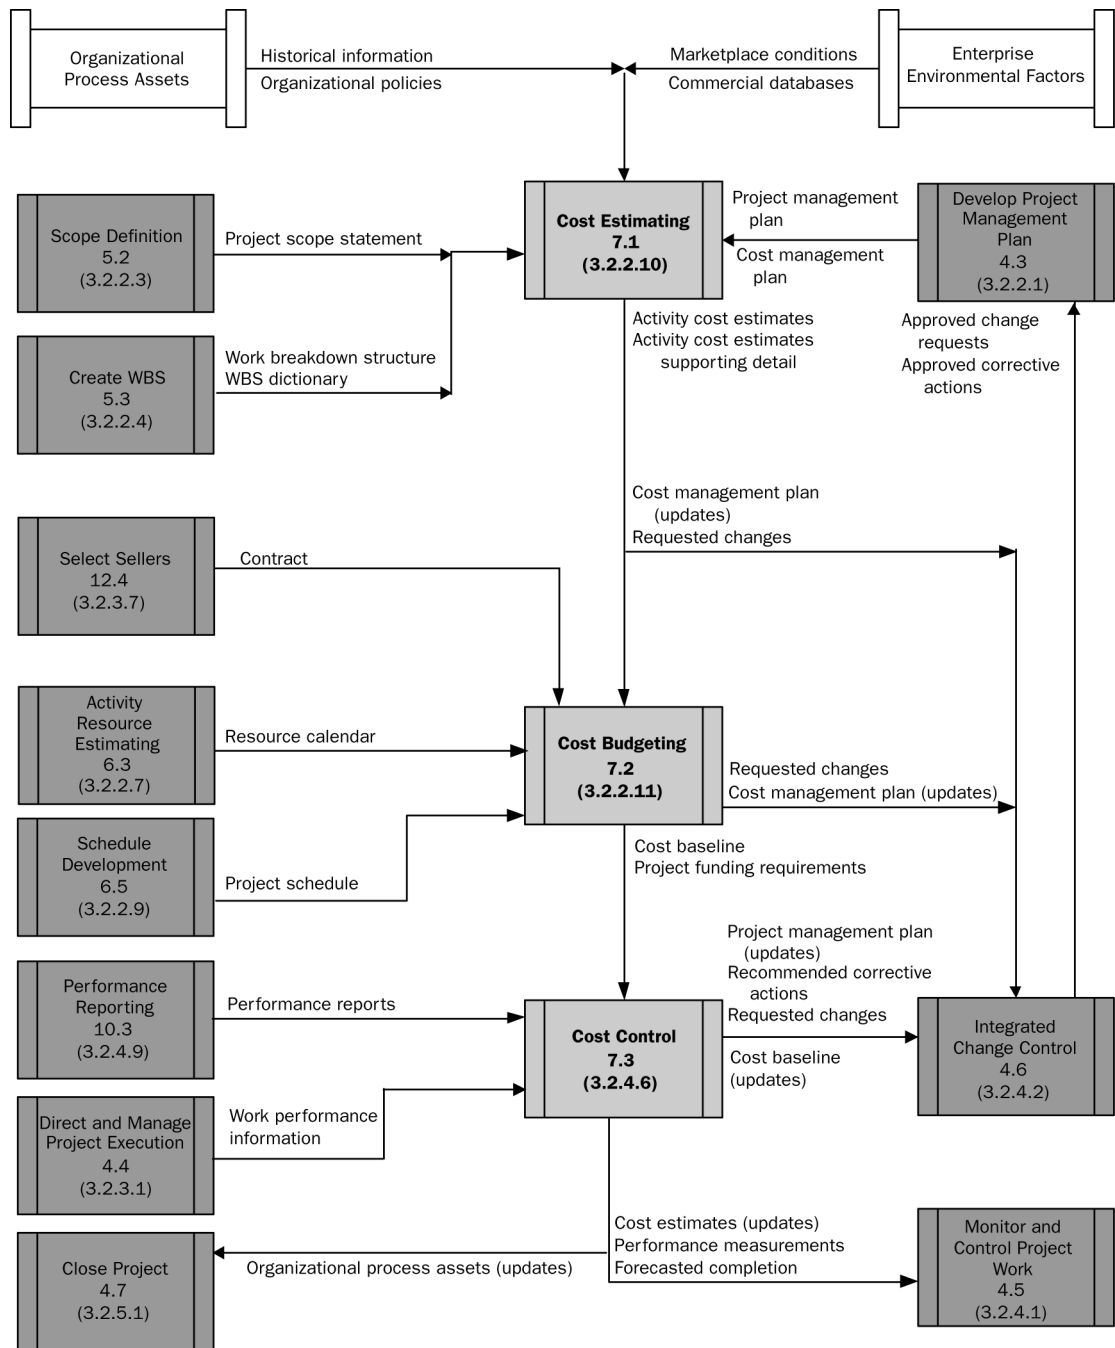 Organizational
Process Assets
Historical information
Organizational policies
Marketplace conditions
Commercial databases
Enterprise
Environmental Factors
Scope Definition
5.2
(3.2.2.3)
Project scope statement
Cost Estimating
7.1
(3.2.2.10)
Project management
plan
Cost management
plan
Develop Project
Management
Plan
4.3
(3.2.2.1)
Create WBS
5.3
(3.2.2.4)
Work breakdown structure
WBS dictionary
Activity cost estimates
Activity cost estimates
supporting detail
Approved change
requests
Approved corrective
actions
Cost management plan
(updates)
Requested changes
Select Sellers
12.4
(3.2.3.7)
Contract
Activity
Resource
Estimating
6.3
(3.2.2.7)
Resource calendar
Cost Budgeting
7.2
(3.2.2.11)
Requested changes
Cost management plan (updates)
Schedule
Development
6.5
(3.2.2.9)
Project schedule
Cost baseline
Project funding requirements
Performance
Reporting
10.3
(3.2.4.9)
Performance reports
Cost Control
7.3
(3.2.4.6)
Project management plan
(updates)
Recommended corrective
actions
Requested changes
Cost baseline
(updates)
Integrated
Change Control
4.6
(3.2.4.2)
Direct and Manage
Project Execution
4.4
(3.2.3.1)
Work performance
information
Close Project
4.7
(3.2.5.1)
Organizational process assets (updates)
Cost estimates (updates)
Performance measurements
Forecasted completion
Monitor and
Control Project
Work
4.5
(3.2.4.1)